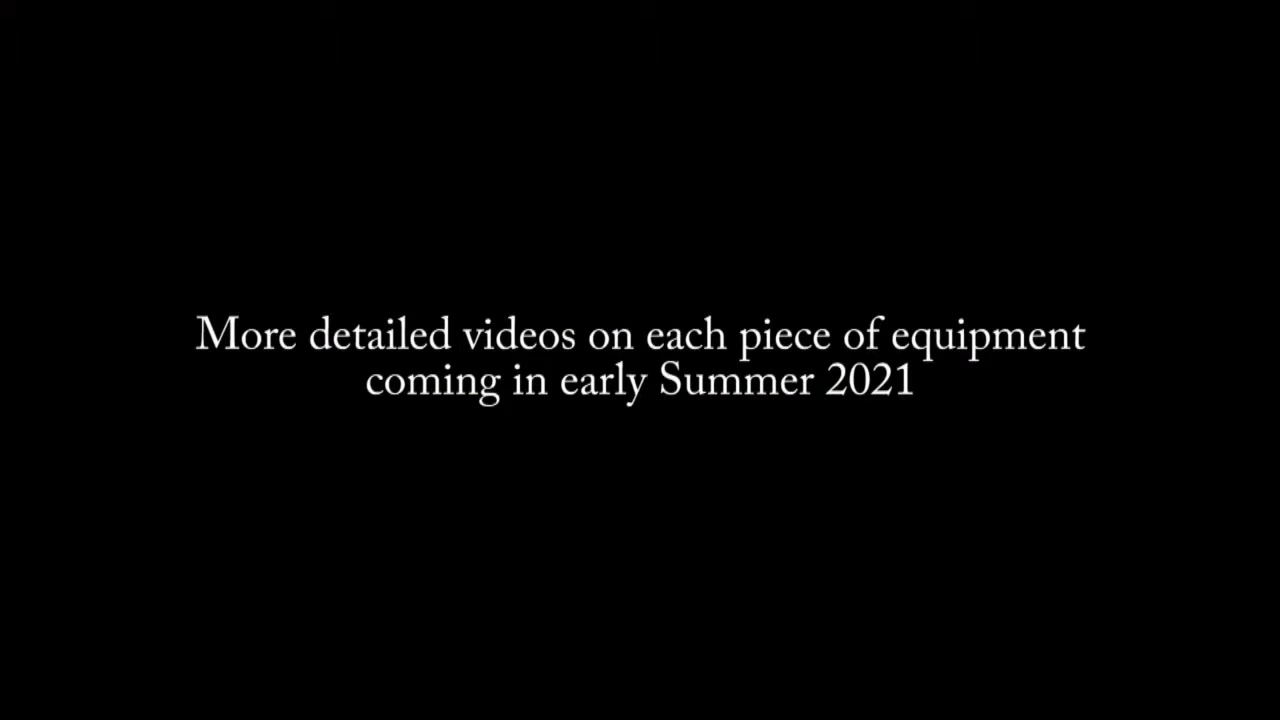 More detailed videos on each piece of equipment
coming in early Summer 2021